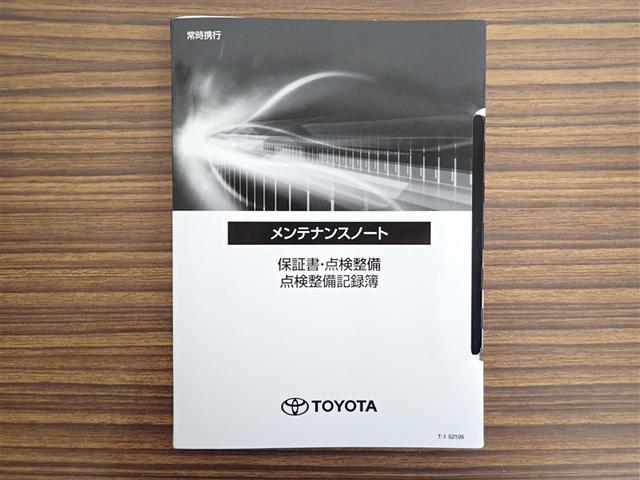 常時携行
メンテナンスノート
保証書・点検整備
点検整備記録簿
TOYOTA
T-1 52105